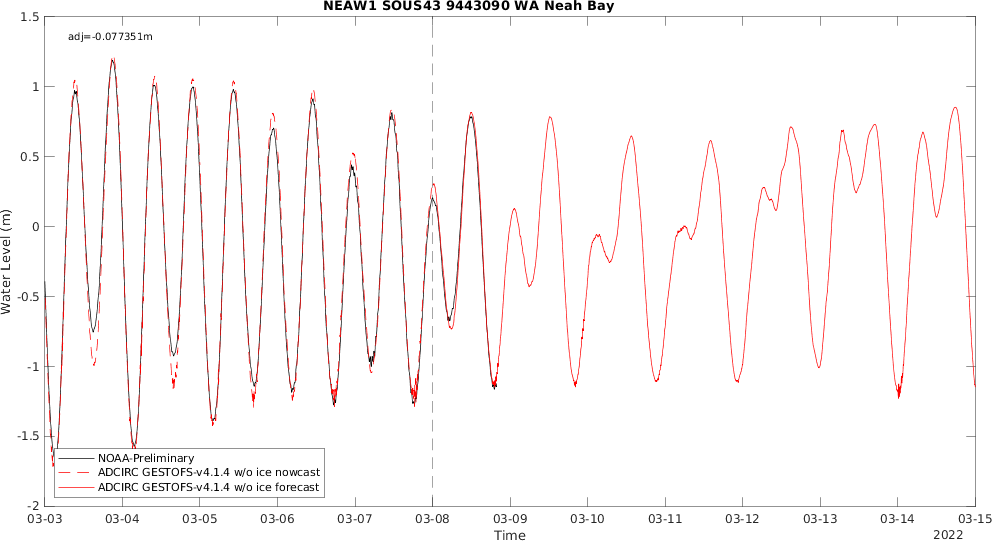 NEAW1 SOUS43 9443090 WA Neah Bay
adj=-0.077351m
1.5
1
0.5
0
-0.5
-1
-1.5
-2
Water Level (m)
NOAA-Preliminary
ADCIRC GESTOFS-v4.1.4 w/o ice nowcast
ADCIRC GESTOFS-v4.1.4 w/o ice forecast
03-03 03-04 03-05 03-06 03-07 03-08 03-09 03-10 03-11 03-12 03-13 03-14 03-15
Time
2022